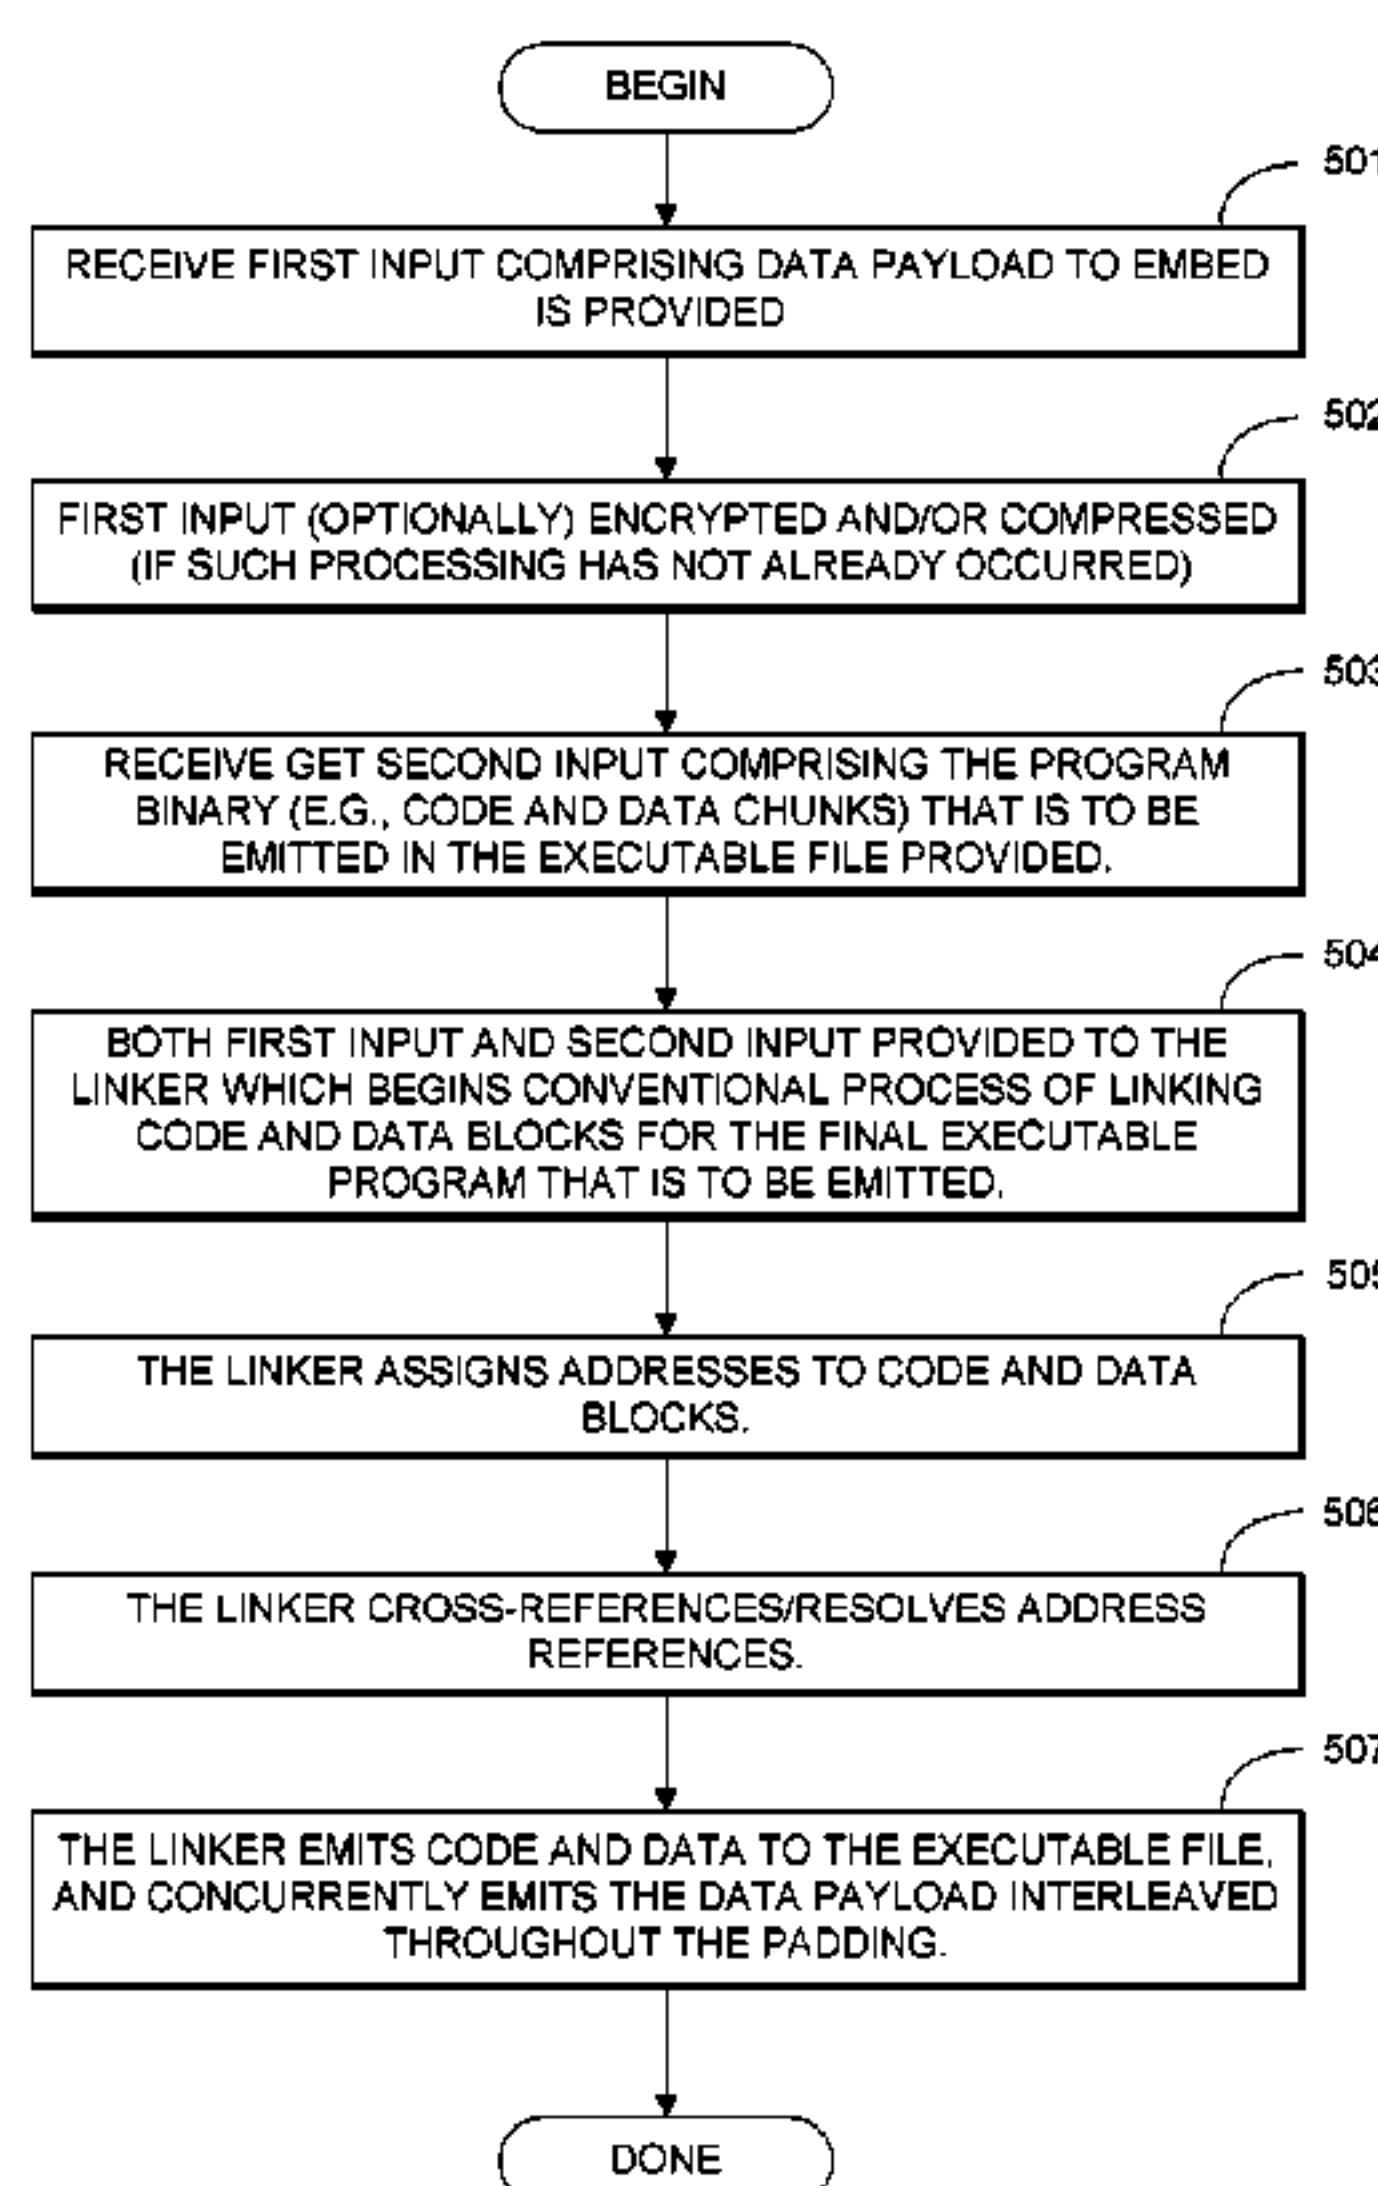 BEGIN
501
RECEIVE FIRST INPUT COMPRISING DATA PAYLOAD TO EMBED
IS PROVIDED
502
FIRST INPUT (OPTIONALLY) ENCRYPTED AND/OR COMPRESSED
(IF SUCH PROCESSING HAS NOT ALREADY OCCURRED)
503
RECEIVE GET SECOND INPUT COMPRISING THE PROGRAM
BINARY (E.G., CODE AND DATA CHUNKS) THAT IS TO BE
EMITTED IN THE EXECUTABLE FILE PROVIDED.
504
BOTH FIRST INPUT AND SECOND INPUT PROVIDED TO THE
LINKER WHICH BEGINS CONVENTIONAL PROCESS OF LINKING
CODE AND DATA BLOCKS FOR THE FINAL EXECUTABLE
PROGRAM THAT IS TO BE EMITTED.
505
THE LINKER ASSIGNS ADDRESSES TO CODE AND DATA
BLOCKS.
506
THE LINKER CROSS-REFERENCES/RESOLVES ADDRESS
REFERENCES.
507
THE LINKER EMITS CODE AND DATA TO THE EXECUTABLE FILE,
AND CONCURRENTLY EMITS THE DATA PAYLOAD INTERLEAVED
THROUGHOUT THE PADDING.
DONE